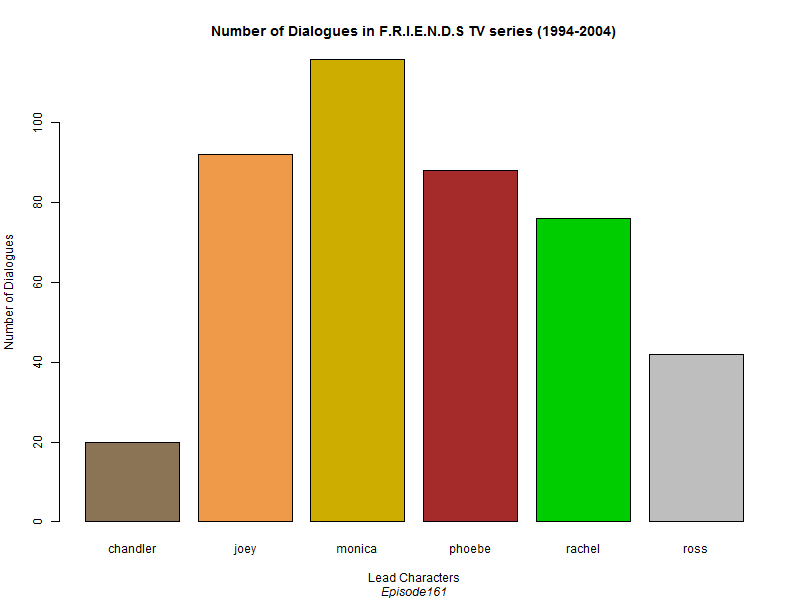 Number of Dialogues in F.R.I.E.N.D.S TV series (1994-2004)
Number of Dialogues
100
80
60
40
20
0
chandler joey monica phoebe rachel ross
Lead Characters
Episode161